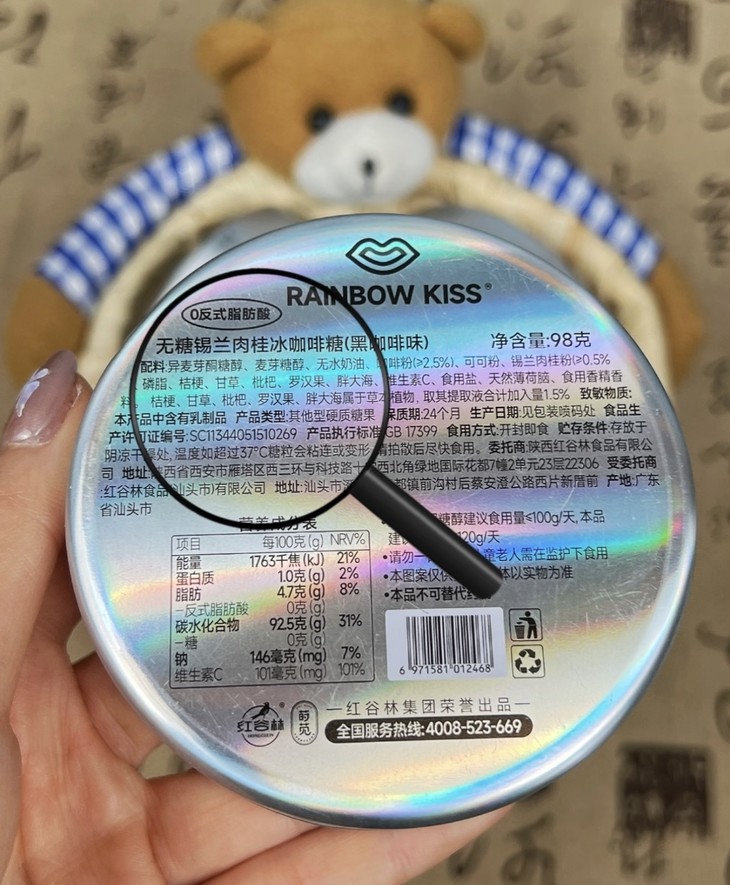 RAINBOW KISS®
0反式脂肪酸
无糖锡兰肉桂冰咖啡糖(黑咖啡味) 净含量:98克
配料:异麦芽酮糖醇、麦芽糖醇、无水奶油、啡粉(≥2.5%)、可可粉、锡兰肉桂粉(≥0.5%
磷脂、桔梗、甘草、枇杷、罗汉果、胖大海、维生素C、食用盐、天然薄荷脑、食用香精香
料 桔梗、甘草、枇杷、罗汉果、胖大海属于草本植物，取其提取液合计加入量1.5% 致敏物质:
本产品中含有乳制品 产品类型:其他型硬质糖果 保质期:24个月 生产日期:见包装喷码处 食品生
产许可证编号:SC11344051510269 产品执行标准:GB 17399 食用方式:开封即食 贮存条件:存放于
阴凉干燥处,温度如超过37℃糖粒会粘连或变形,请拍散后尽快食用。委托商:陕西红谷林食品有限公
司 地址:陕西省西安市雁塔区西三环与科技路十 西北角绿地国际花都7幢2单元23层22306 受委托商
:红谷林食品(汕头市)有限公司 地址:汕头市 都镇前沟村后蔡安澄公路西片新厝前 产地:广东
省汕头市
营养成分表
项目 每100克(g) NRV%
能量 1763千焦(kJ) 21%
蛋白质 1.0克(g) 2%
脂肪 4.7克(g) 8%
–反式脂肪酸 0克(g)
碳水化合物 92.5克(g) 31%
–糖 0克(g)
钠 146毫克(mg) 7%
维生素C 101毫克(mg) 101%
糖醇建议食用量≤100g/天,本品
建议 120g/天
•请勿一 童老人需在监护下食用
•本图案仅供 体以实物为准
•本品不可替代药
6 971581 012468
红谷林
HONGGULIN
菊苑
—红谷林集团荣誉出品—
全国服务热线:4008-523-669